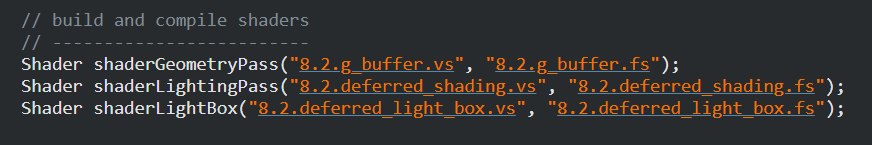 // build and compile shaders
// -------------------------
Shader shaderGeometryPass("8.2.g_buffer.vs", "8.2.g_buffer.fs");
Shader shaderLightingPass("8.2.deferred_shading.vs", "8.2.deferred_shading.fs");
Shader shaderLightBox("8.2.deferred_light_box.vs", "8.2.deferred_light_box.fs");